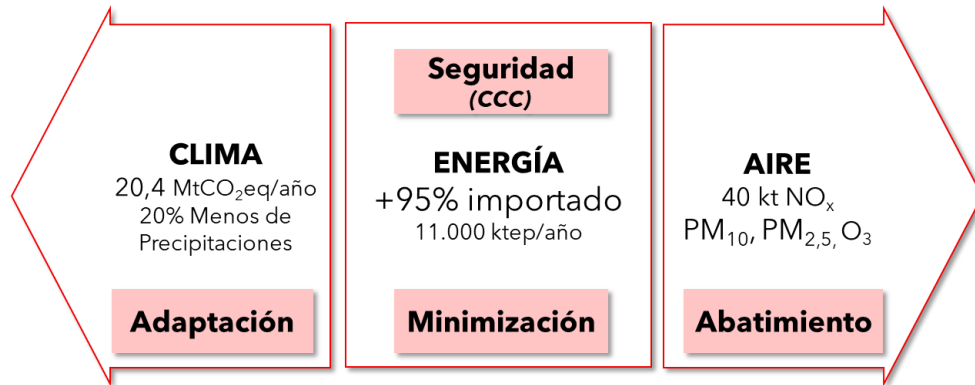 CLIMA
20,4 MtCO₂eq/año
20% Menos de
Precipitaciones
Adaptación
Seguridad
(CCC)
ENERGÍA
+95% importado
11.000 ktep/año
Minimización
AIRE
40 kt NOₓ
PM₁₀, PM₂,₅, O₃
Abatimiento